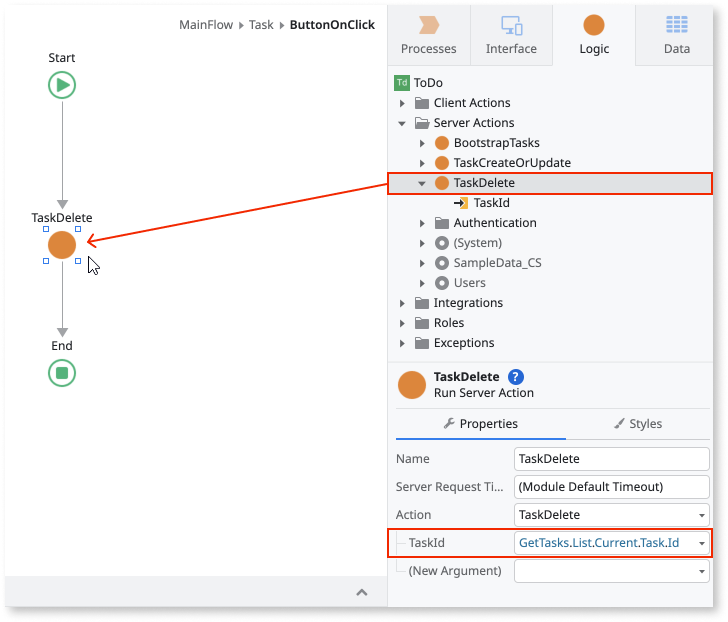 MainFlow Task ButtonOnClick
Start
TaskDelete
End
Processes
Interface
Logic
Data
Td ToDo
Client Actions
Server Actions
BootstrapTasks
TaskCreateOrUpdate
TaskDelete
TaskId
Authentication
(System)
SampleData_CS
Users
Integrations
Roles
Exceptions
TaskDelete ?
Run Server Action
Properties
Styles
Name TaskDelete
Server Request Ti... (Module Default Timeout)
Action TaskDelete
TaskId GetTasks.List.Current.Task.Id
(New Argument)